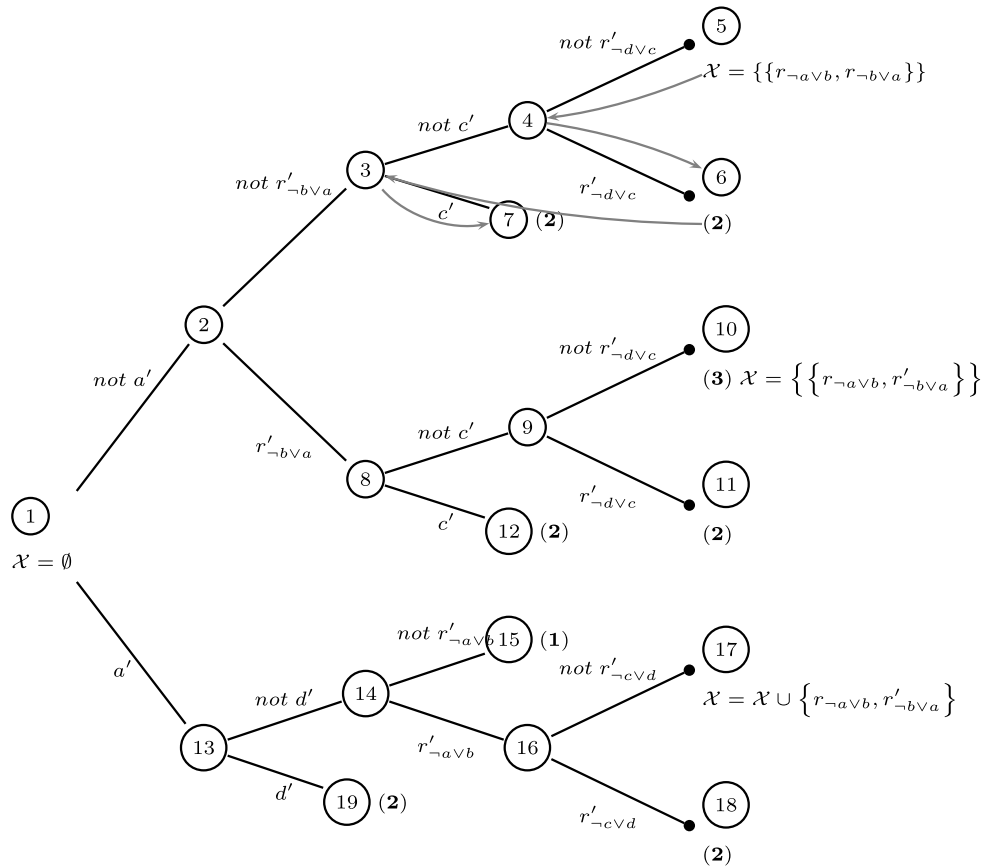 5
not r′¬d∨c
𝒳 = {{r¬a∨b, r¬b∨a}}
4
not c′
3
6
not r′¬b∨a
r′¬d∨c
c′
7 (2)
(2)
2
10
not r′¬d∨c
not a′
(3) 𝒳 = {{r¬a∨b, r′¬b∨a}}
9
not c′
r′¬b∨a
8
11
r′¬d∨c
1
c′
12 (2)
(2)
𝒳 = ∅
not r′¬a∨b 15 (1)
17
a′
not r′¬c∨d
not d′
14
𝒳 = 𝒳 ∪ {r¬a∨b, r′¬b∨a}
13
r′¬a∨b
16
d′
19 (2)
18
r′¬c∨d
(2)